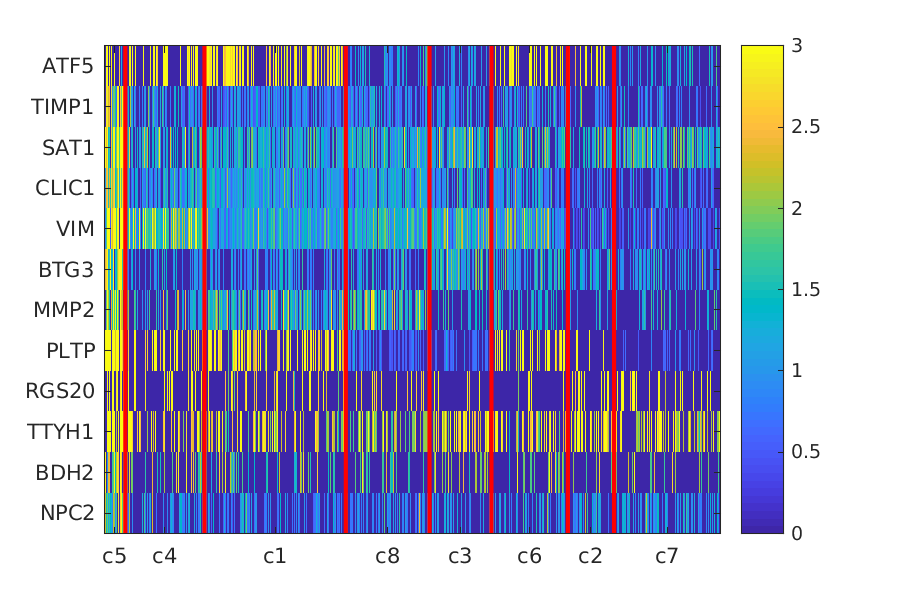 ATF5
TIMP1
SAT1
CLIC1
VIM
BTG3
MMP2
PLTP
RGS20
TTYH1
BDH2
NPC2
c5 c4 c1 c8 c3 c6 c2 c7
3
2.5
2
1.5
1
0.5
0